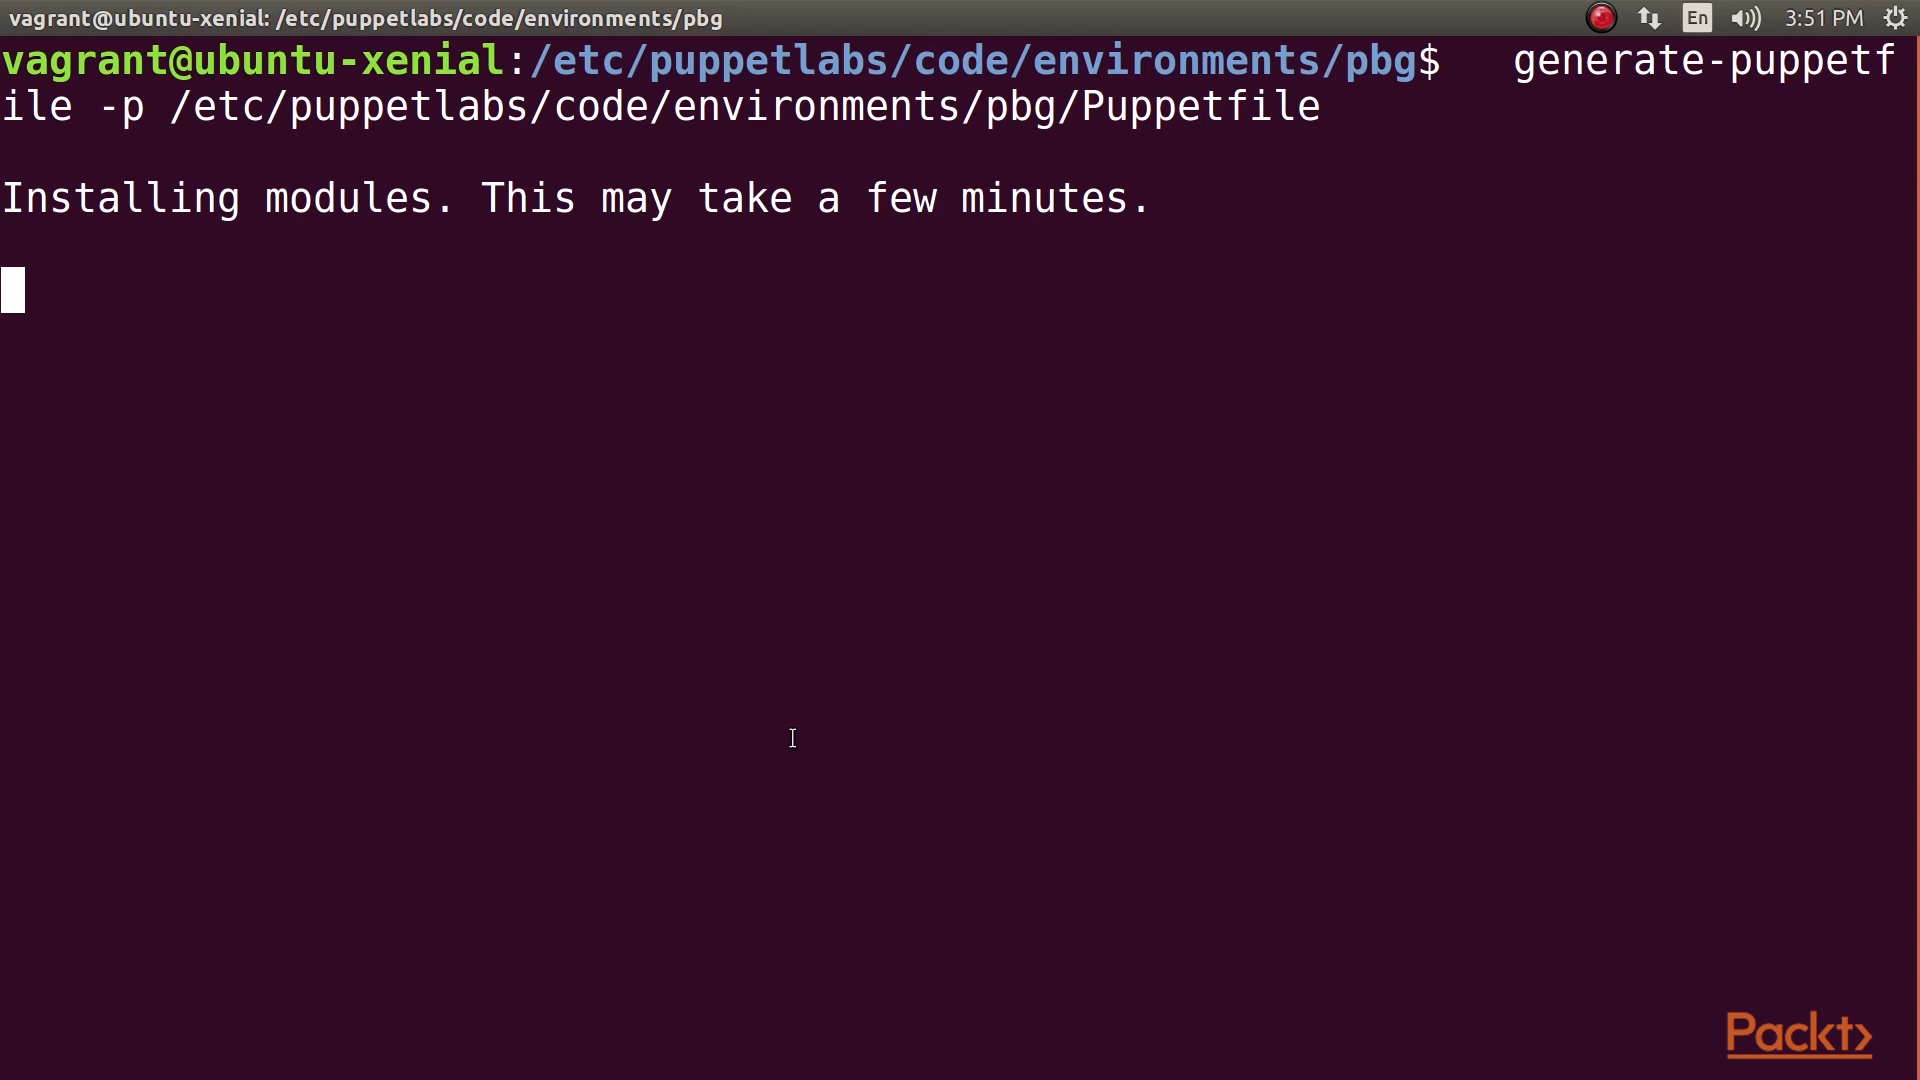 vagrant@ubuntu-xenial: /etc/puppetlabs/code/environments/pbg
En
3:51 PM
vagrant@ubuntu-xenial:/etc/puppetlabs/code/environments/pbg$   generate-puppetf
ile -p /etc/puppetlabs/code/environments/pbg/Puppetfile
Installing modules. This may take a few minutes.
Packt>